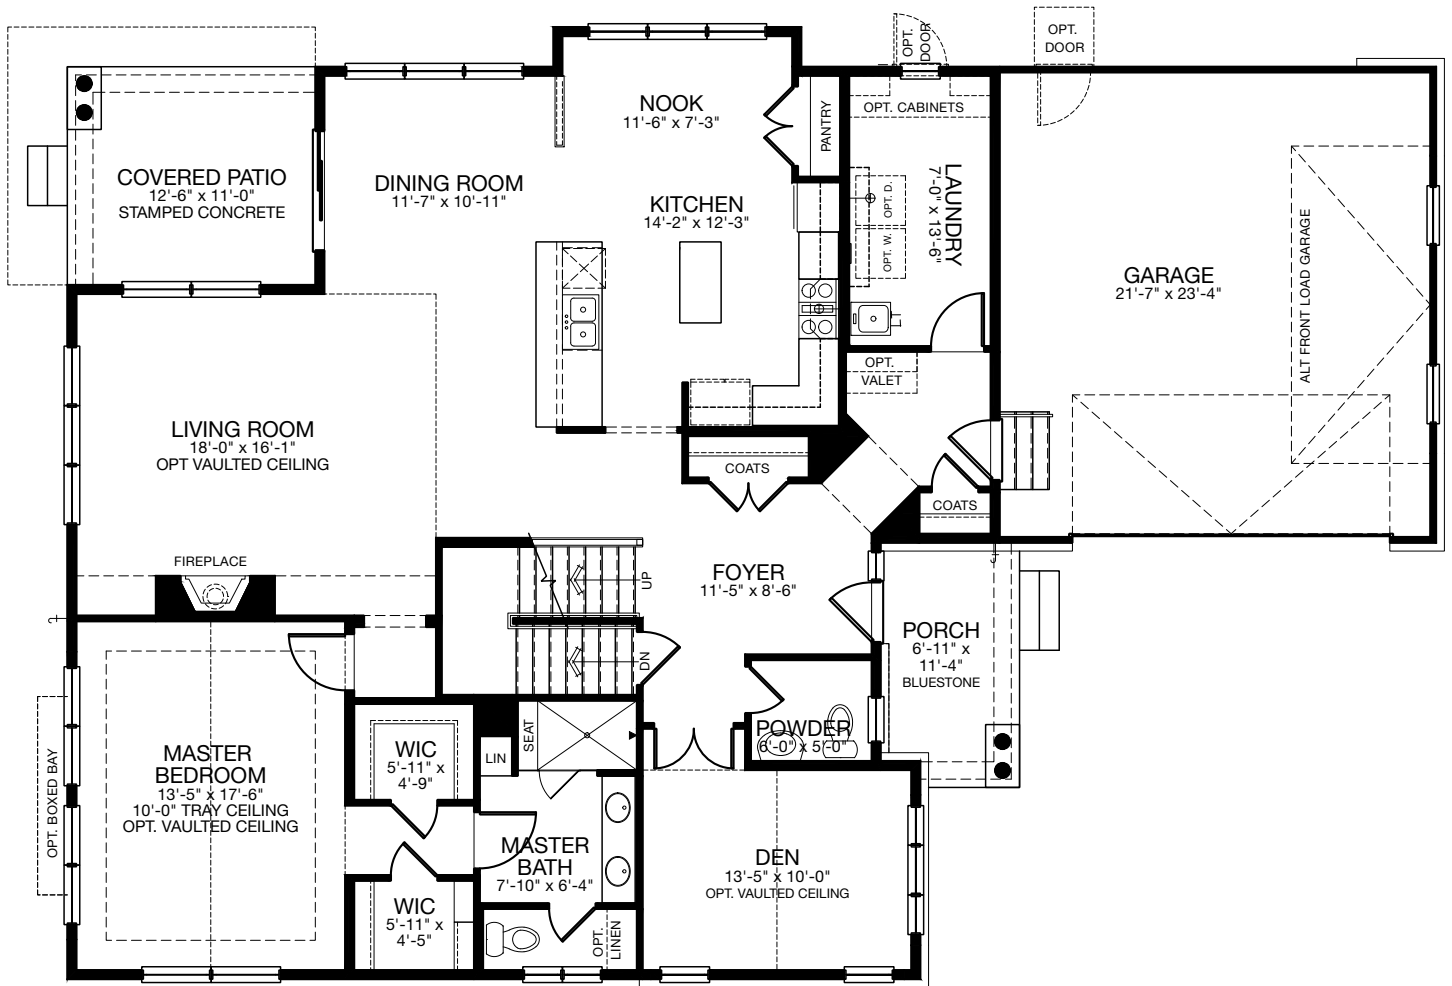 OPT.
DOOR
OPT.
DOOR
NOOK
11'-6" x 7'-3"
PANTRY
OPT. CABINETS
COVERED PATIO
12'-6" x 11'-0"
STAMPED CONCRETE
DINING ROOM
11'-7" x 10'-11"
KITCHEN
14'-2" x 12'-3"
OPT. D.
OPT. W.
LAUNDRY
7'-0" x 13'-6"
GARAGE
21'-7" x 23'-4"
ALT FRONT LOAD GARAGE
OPT.
VALET
LIVING ROOM
18'-0" x 16'-1"
OPT VAULTED CEILING
COATS
COATS
FIREPLACE
UP
DN
FOYER
11'-5" x 8'-6"
PORCH
6'-11" x
11'-4"
BLUESTONE
POWDER
6'-0" x 5'-0"
SEAT
LIN
WIC
5'-11" x
4'-9"
MASTER
BEDROOM
13'-5" x 17'-6"
10'-0" TRAY CEILING
OPT. VAULTED CEILING
OPT. BOXED BAY
MASTER
BATH
7'-10" x 6'-4"
DEN
13'-5" x 10'-0"
OPT. VAULTED CEILING
WIC
5'-11" x
4'-5"
OPT.
LINEN